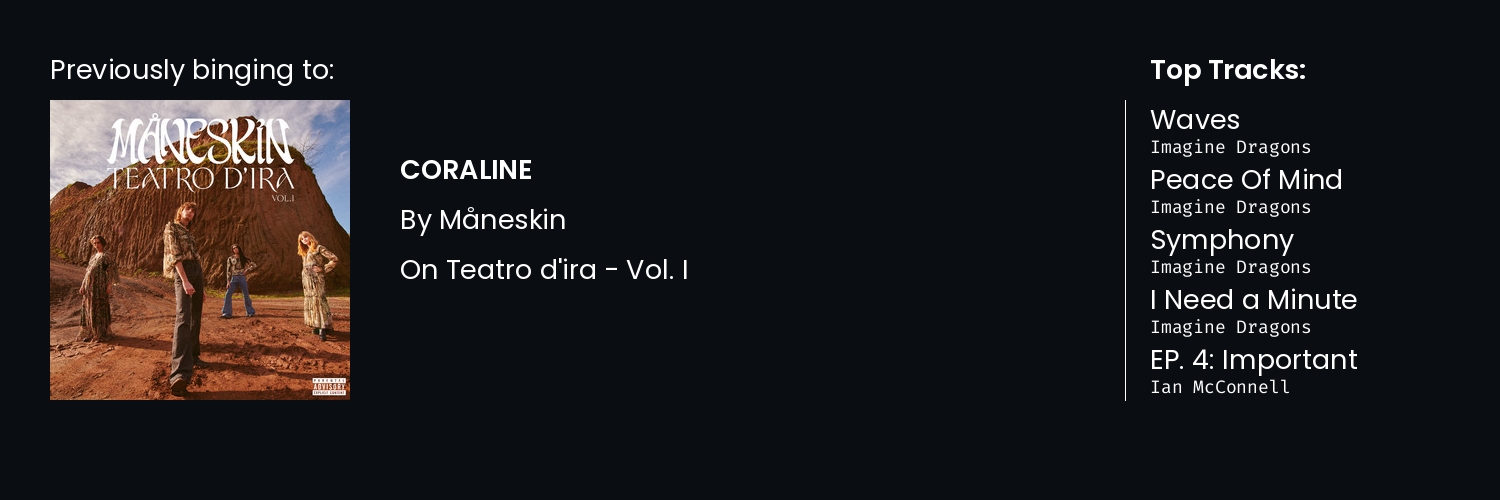 Previously binging to:
MÅNESKIN
TEATRO D'IRA
VOL.I
PARENTAL
ADVISORY
EXPLICIT CONTENT
CORALINE
By Måneskin
On Teatro d'ira - Vol. I
Top Tracks:
Waves
Imagine Dragons
Peace Of Mind
Imagine Dragons
Symphony
Imagine Dragons
I Need a Minute
Imagine Dragons
EP. 4: Important
Ian McConnell